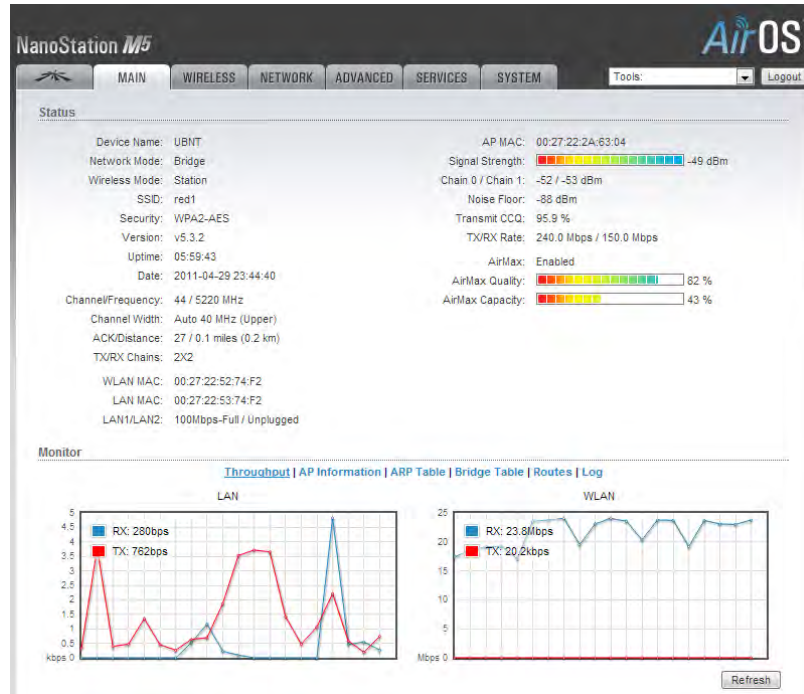 NanoStation M5
AirOS
MAIN WIRELESS NETWORK ADVANCED SERVICES SYSTEM Tools: Logout
Status
Device Name: UBNT
Network Mode: Bridge
Wireless Mode: Station
SSID: red1
Security: WPA2-AES
Version: v5.3.2
Uptime: 05:59:43
Date: 2011-04-29 23:44:40
Channel/Frequency: 44 / 5220 MHz
Channel Width: Auto 40 MHz (Upper)
ACK/Distance: 27 / 0.1 miles (0.2 km)
TX/RX Chains: 2X2
WLAN MAC: 00:27:22:52:74:F2
LAN MAC: 00:27:22:53:74:F2
LAN1/LAN2: 100Mbps-Full / Unplugged
AP MAC: 00:27:22:2A:63:04
Signal Strength: -49 dBm
Chain 0 / Chain 1: -52 / -53 dBm
Noise Floor: -88 dBm
Transmit CCQ: 95.9 %
TX/RX Rate: 240.0 Mbps / 150.0 Mbps
AirMax: Enabled
AirMax Quality: 82 %
AirMax Capacity: 43 %
Monitor
Throughput | AP Information | ARP Table | Bridge Table | Routes | Log
LAN
5
4.5
4
3.5
3
2.5
2
1.5
1
0.5
kbps 0
RX: 280bps
TX: 762bps
WLAN
25
20
15
10
5
Mbps 0
RX: 23.8Mbps
TX: 20.2kbps
Refresh